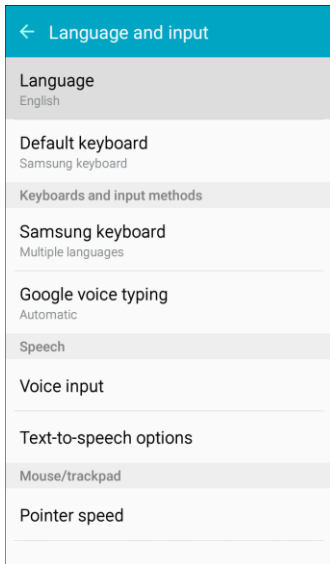 Language and input
Language
English
Default keyboard
Samsung keyboard
Keyboards and input methods
Samsung keyboard
Multiple languages
Google voice typing
Automatic
Speech
Voice input
Text-to-speech options
Mouse/trackpad
Pointer speed